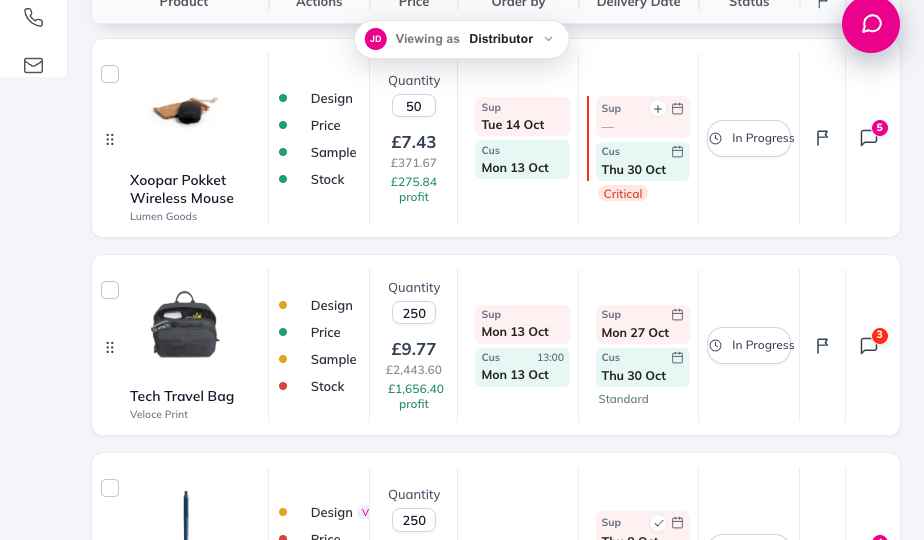 Product Actions Price Order by Delivery Date Status
JD Viewing as Distributor
Xoopar Pokket
Wireless Mouse
Lumen Goods
Design
Price
Sample
Stock
Quantity
50
£7.43
£371.67
£275.84
profit
Sup
Tue 14 Oct
Cus
Mon 13 Oct
Sup
—
Cus
Thu 30 Oct
Critical
In Progress
5
Tech Travel Bag
Veloce Print
Design
Price
Sample
Stock
Quantity
250
£9.77
£2,443.60
£1,656.40
profit
Sup
Mon 13 Oct
Cus 13:00
Mon 13 Oct
Sup
Mon 27 Oct
Cus
Thu 30 Oct
Standard
In Progress
3
Design V
Price
Quantity
250
Sup